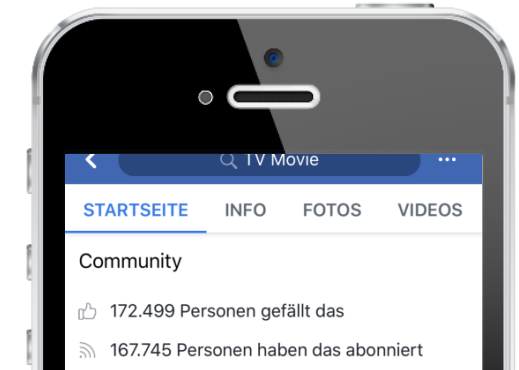 TV Movie
STARTSEITE INFO FOTOS VIDEOS
Community
172.499 Personen gefällt das
167.745 Personen haben das abonniert